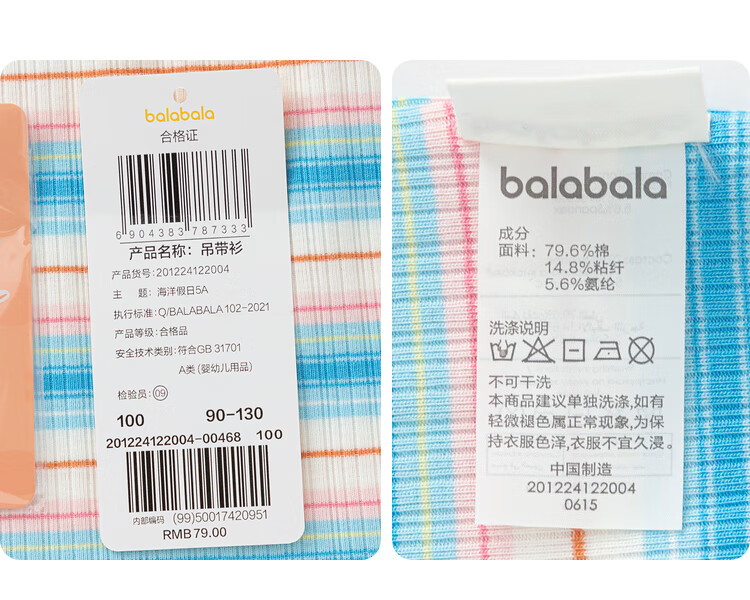 balabala
合格证
6 904383 787333
产品名称: 吊带衫
产品货号: 201224122004
主 题: 海洋假日5A
执行标准: Q/BALABALA 102-2021
产品等级: 合格品
安全技术类别: 符合GB 31701
A类 (婴幼儿用品)
检验员: 09
100 90-130
201224122004-00468 100
内部编码 (99)50017420951
RMB 79.00
balabala
成分
面料: 79.6%棉
14.8%粘纤
5.6%氨纶
洗涤说明
不可干洗
本商品建议单独洗涤,如有
轻微褪色属正常现象,为保
持衣服色泽,衣服不宜久浸。
中国制造
201224122004
0615